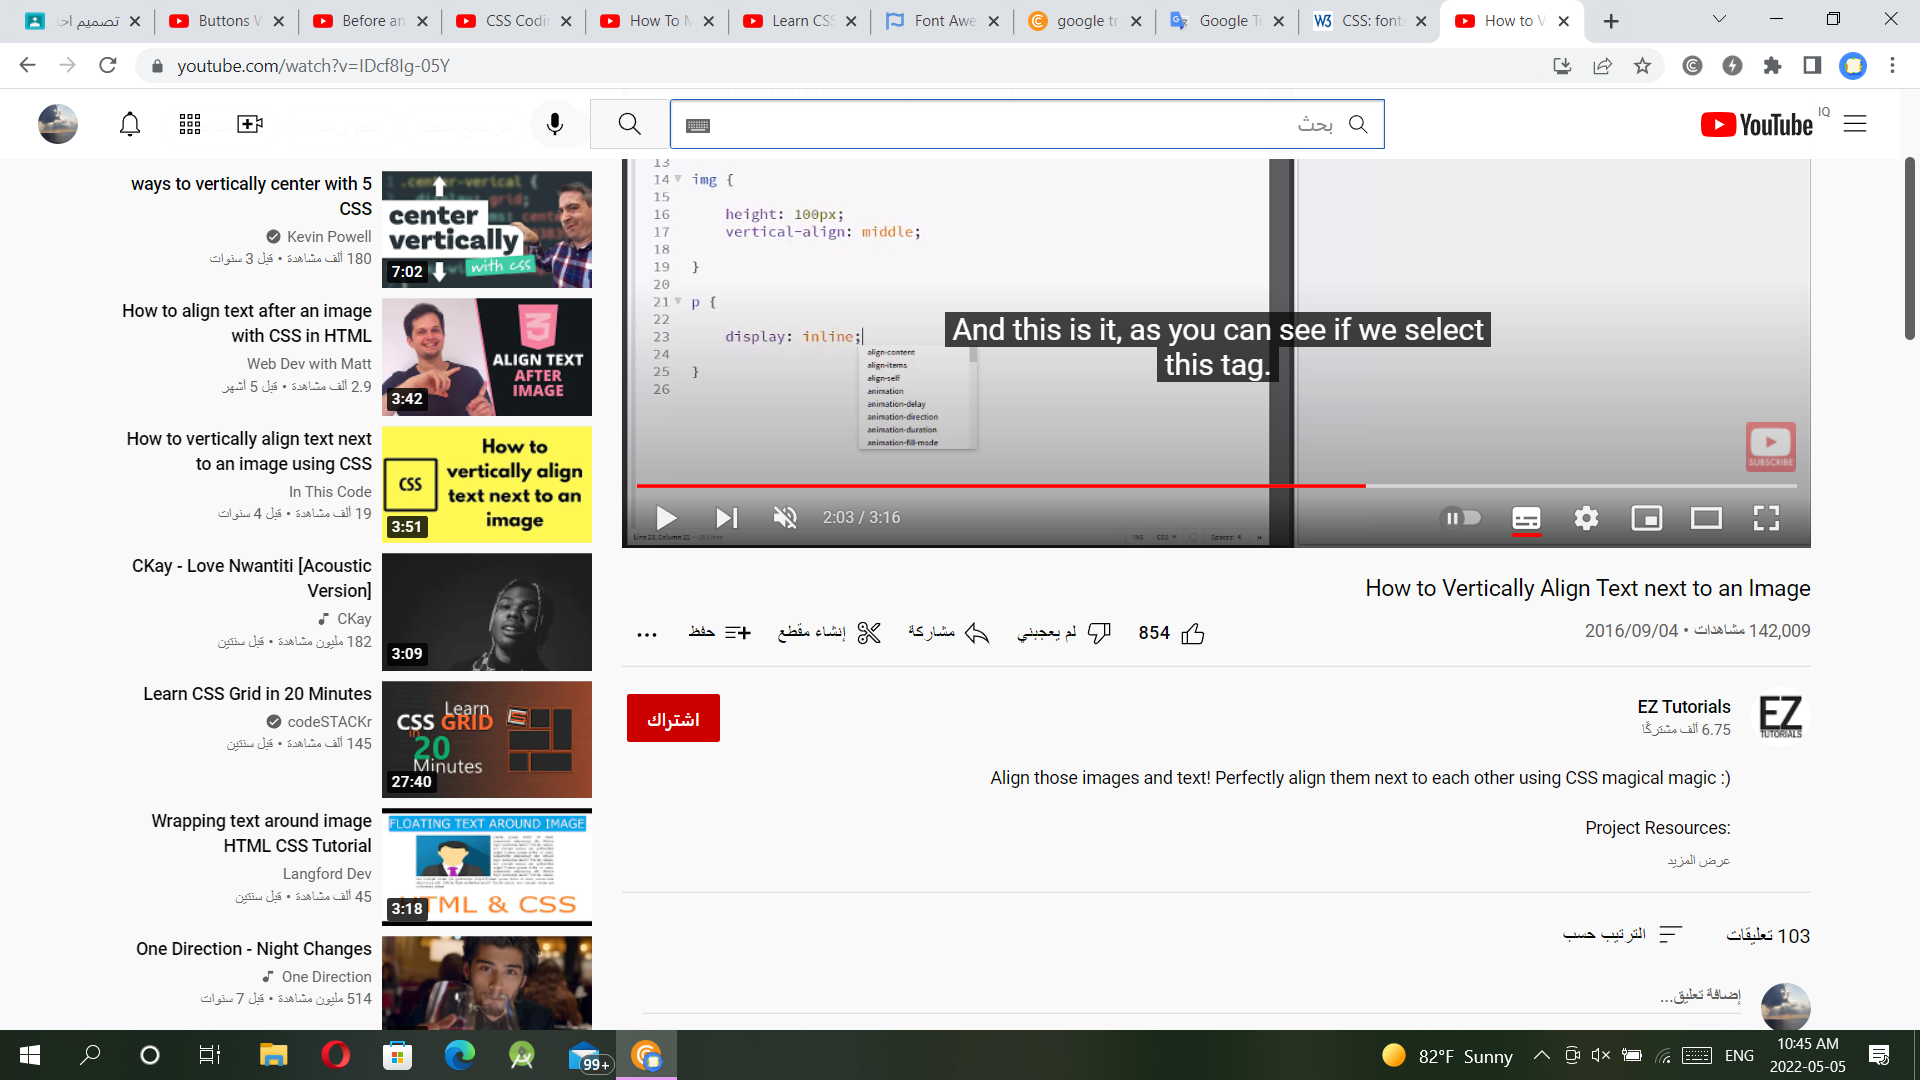 تصميم اح
Buttons W
Before an
CSS Codin
How To M
Learn CSS
Font Awe
google tr
Google Tr
W3 CSS: fonts
How to V
youtube.com/watch?v=IDcf8Ig-05Y
بحث
YouTube IQ
ways to vertically center with 5
CSS
Kevin Powell
180 ألف مشاهدة • قبل 3 سنوات
center
vertically
with css
7:02
How to align text after an image
with CSS in HTML
Web Dev with Matt
2.9 ألف مشاهدة • قبل 5 أشهر
ALIGN TEXT
AFTER
IMAGE
3:42
How to vertically align text next
to an image using CSS
In This Code
19 ألف مشاهدة • قبل 4 سنوات
CSS
How to
vertically align
text next to an
image
3:51
CKay - Love Nwantiti [Acoustic
Version]
CKay
182 مليون مشاهدة • قبل سنتين
3:09
Learn CSS Grid in 20 Minutes
codeSTACKr
145 ألف مشاهدة • قبل سنتين
Learn
CSS GRID
in
20
Minutes
27:40
Wrapping text around image
HTML CSS Tutorial
Langford Dev
45 ألف مشاهدة • قبل سنتين
FLOATING TEXT AROUND IMAGE
HTML & CSS
3:18
One Direction - Night Changes
One Direction
514 مليون مشاهدة • قبل 7 سنوات
13
14 img {
15
16 height: 100px;
17 vertical-align: middle;
18
19 }
20
21 p {
22
23 display: inline;
24
25 }
26
align-content
align-items
align-self
animation
animation-delay
animation-direction
animation-duration
animation-fill-mode
And this is it, as you can see if we select
this tag.
SUBSCRIBE
2:03 / 3:16
How to Vertically Align Text next to an Image
142,009 مشاهدات • 2016/09/04
854
لم يعجبني
مشاركة
إنشاء مقطع
حفظ
EZ Tutorials
6.75 ألف مشتركًا
EZ
TUTORIALS
اشتراك
Align those images and text! Perfectly align them next to each other using CSS magical magic :)
Project Resources:
عرض المزيد
103 تعليقات
الترتيب حسب
إضافة تعليق...
99+
82°F Sunny
ENG
10:45 AM
2022-05-05